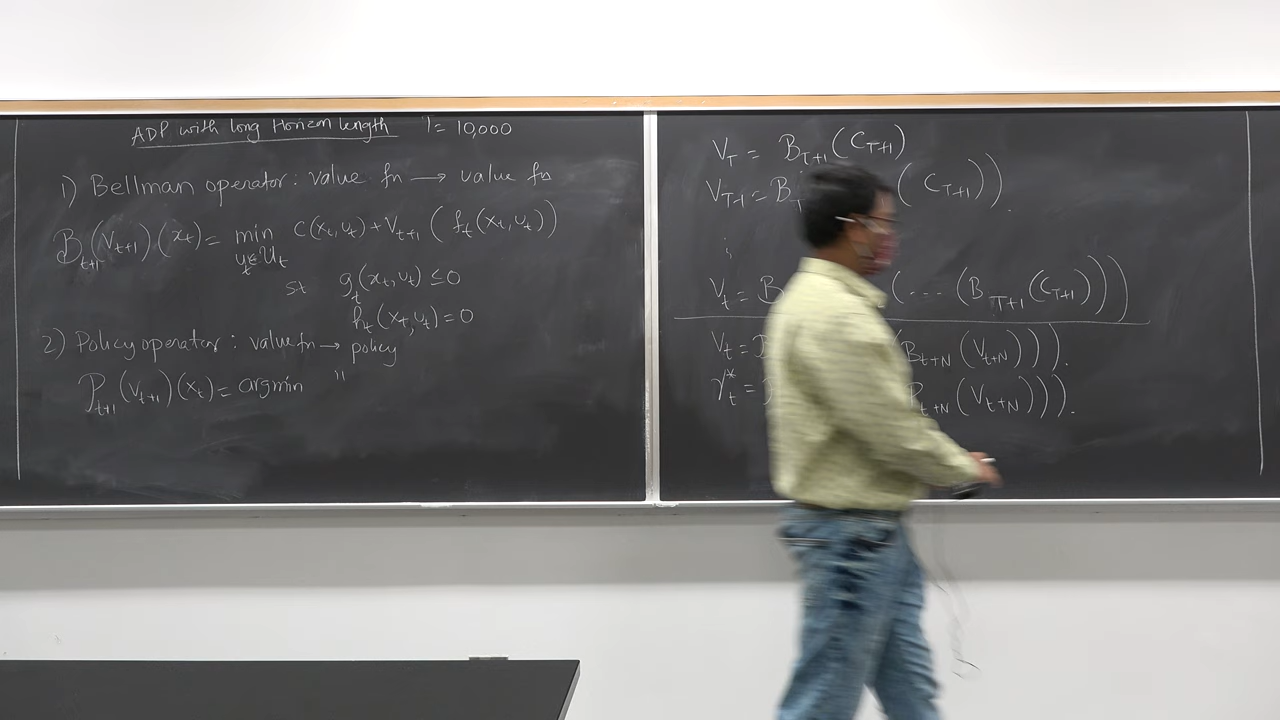 ADP with long Horizon length T = 10,000
1) Bellman operator: value fn → value fn
B_{t+1}(V_{t+1})(x_t) = min_{u_t ∈ U_t} c(x_t, u_t) + V_{t+1}(f_t(x_t, u_t))
st g_t(x_t, u_t) ≤ 0
h_t(x_t, u_t) = 0
2) Policy operator: value fn → policy
P_{t+1}(V_{t+1})(x_t) = argmin "
V_T = B_{T+1}(C_{T+1})
V_{T-1} = B_T (C_{T+1}))
⋮
V_t = B (--- (B_{T+1}(C_{T+1})))
V_t = B_{t+N}(V_{t+N}))).
γ_t^* = B_{t+N}(V_{t+N}))).